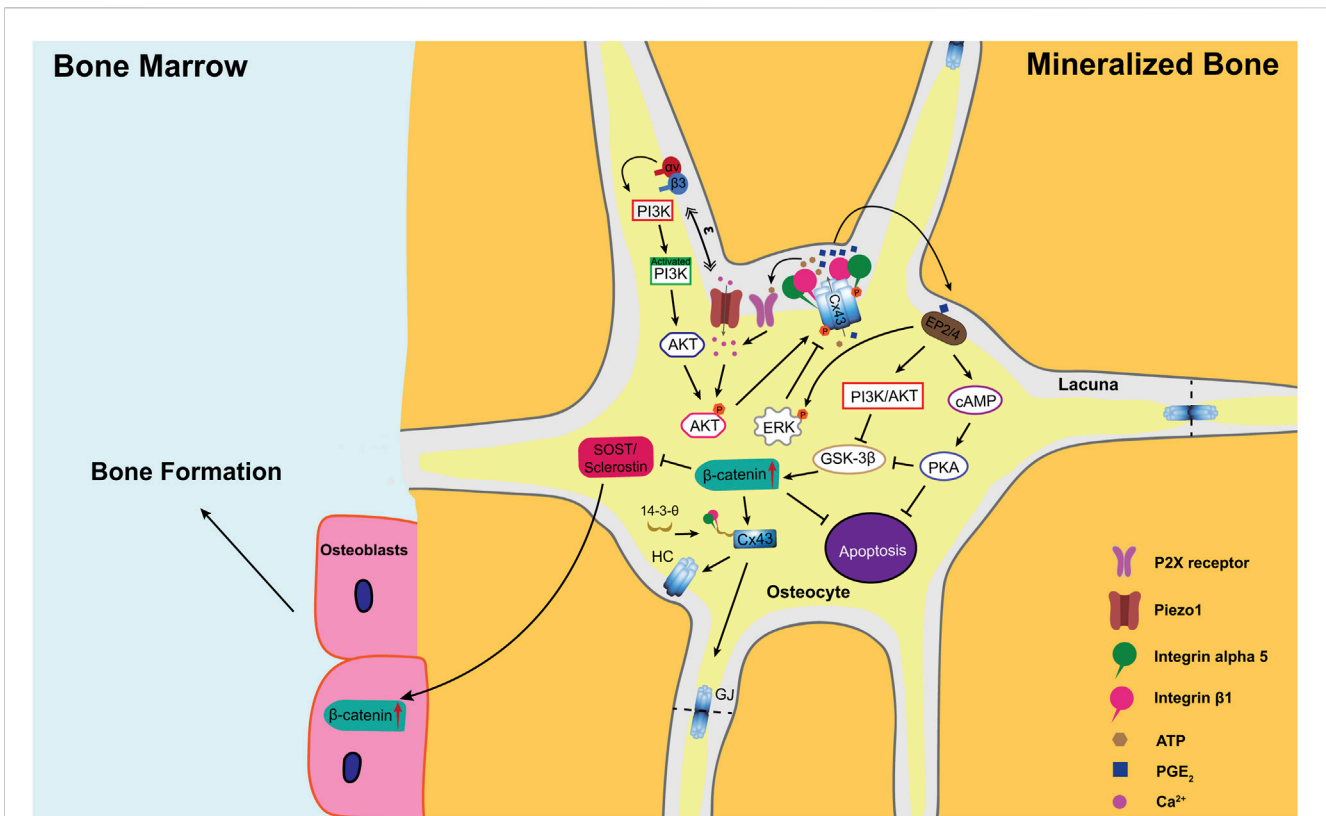 Bone Marrow
Mineralized Bone
αv
β3
PI3K
Activated
PI3K
AKT
AKT
P
ERK
P
Cx43
P
P
EP2/4
PI3K/AKT
cAMP
Lacuna
GSK-3β
PKA
SOST/
Sclerostin
β-catenin
14-3-θ
Cx43
HC
Apoptosis
Osteocyte
GJ
Bone Formation
Osteoblasts
β-catenin
P2X receptor
Piezo1
Integrin alpha 5
Integrin β1
ATP
PGE₂
Ca²⁺